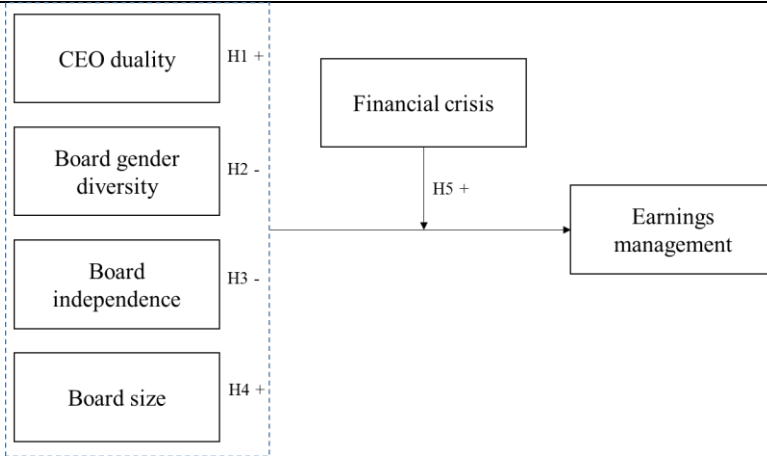 CEO duality
H1 +
Financial crisis
Board gender
diversity
H2 -
H5 +
Earnings
management
Board
independence
H3 -
Board size
H4 +